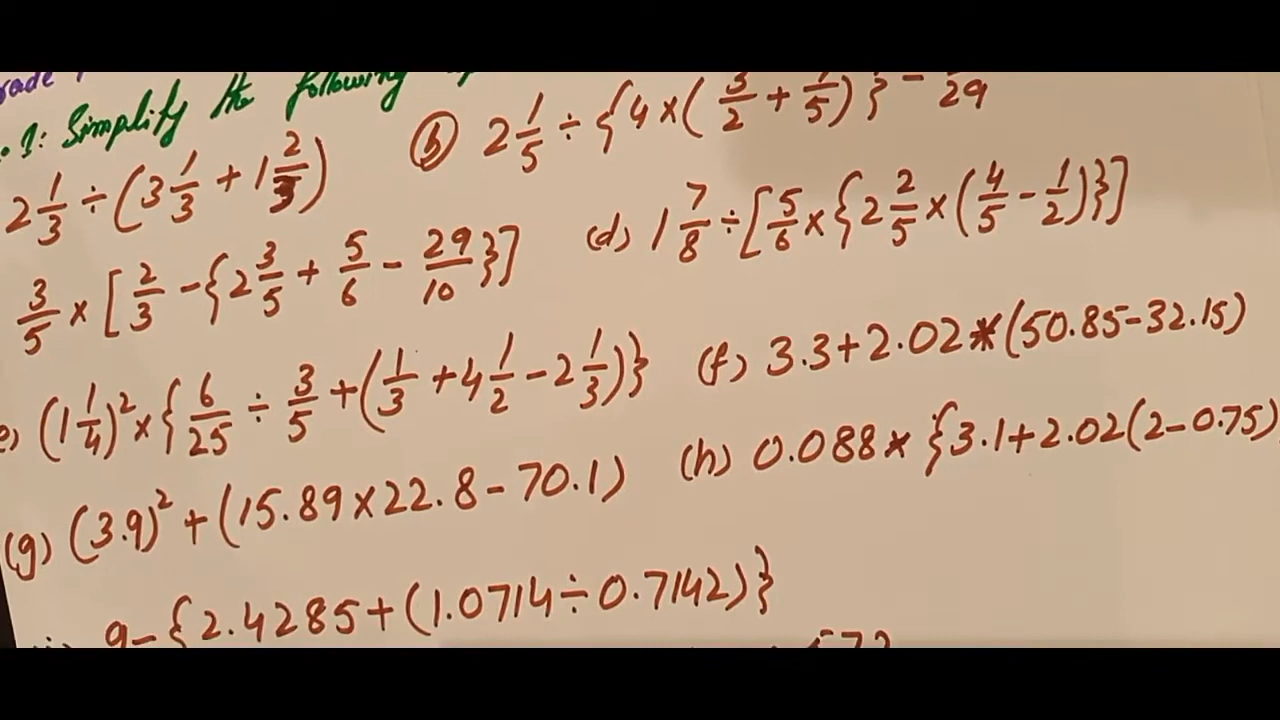 rade
.1: Simplify the following
2 1/3 ÷ (3 1/3 + 1 2/3)
(b) 2 1/5 ÷ {4 × (3/2 + 1/5)} - /29
3/5 × [2/3 - {2 3/5 + 5/6 - 29/10}]
(d) 1 7/8 ÷ [5/6 × {2 2/5 × (4/5 - 1/2)}]
e) (1 1/4)² × {6/25 ÷ 3/5 + (1/3 + 4 1/2 - 2 1/3)}
(f) 3.3+2.02*(50.85-32.15)
(g) (3.9)² + (15.89×22.8-70.1)
(h) 0.088 × {3.1+2.02(2-0.75)
9-{2.4285+(1.0714÷0.7142)}